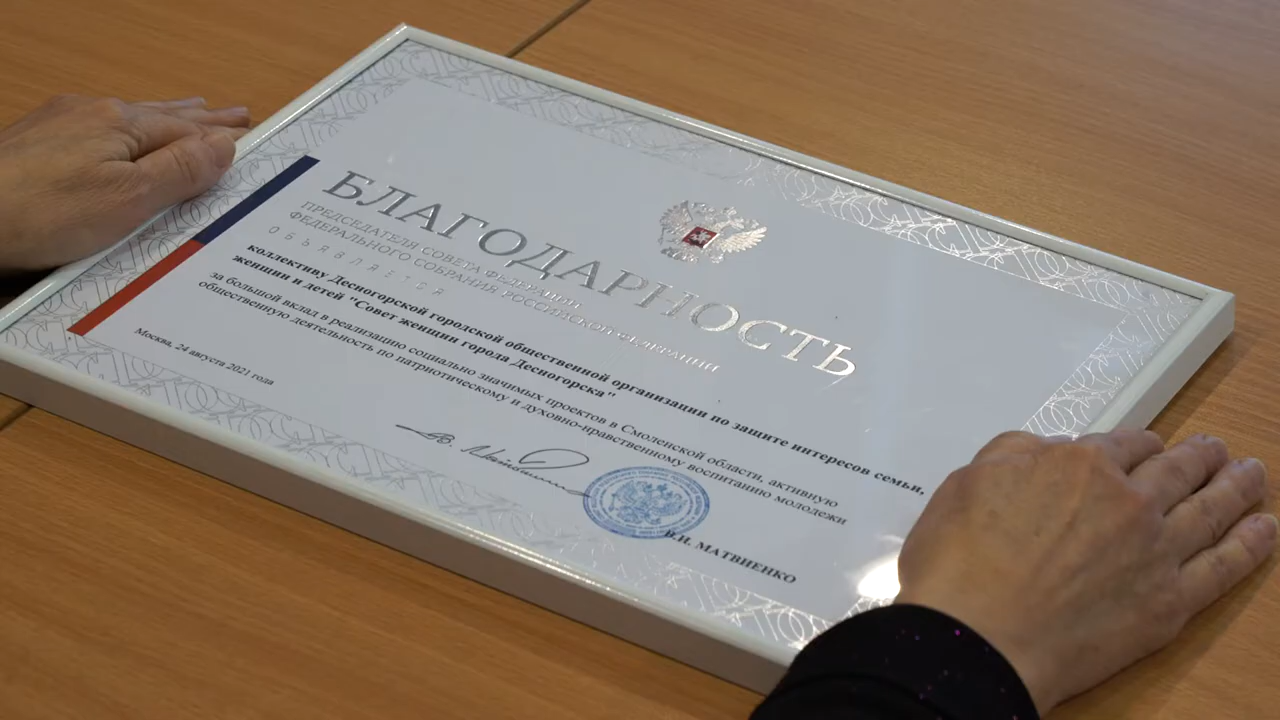 БЛАГОДАРНОСТЬ
ПРЕДСЕДАТЕЛЯ СОВЕТА ФЕДЕРАЦИИ
ФЕДЕРАЛЬНОГО СОБРАНИЯ РОССИЙСКОЙ ФЕДЕРАЦИИ
ОБЪЯВЛЯЕТСЯ
коллективу Десногорской городской общественной организации по защите интересов семьи,
женщин и детей "Совет женщин города Десногорска"
за большой вклад в реализацию социально значимых проектов в Смоленской области, активную
общественную деятельность по патриотическому и духовно-нравственному воспитанию молодежи
Москва, 24 августа 2021 года
В.И. МАТВИЕНКО